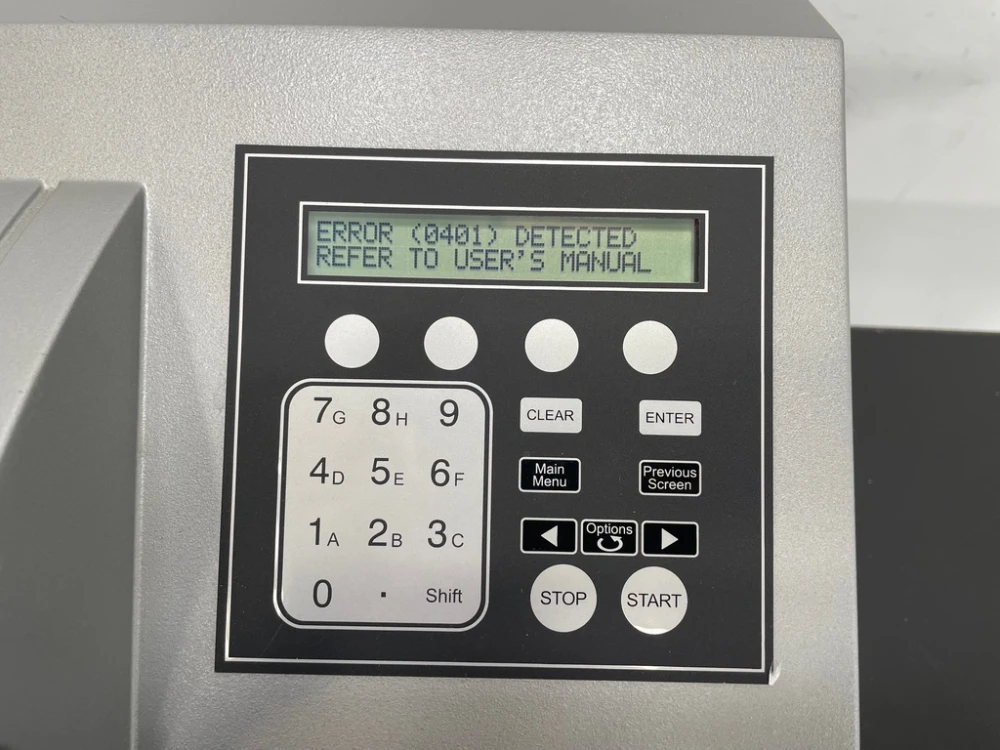 ERROR (0401) DETECTED
REFER TO USER'S MANUAL
7G 8H 9
4D 5E 6F
1A 2B 3C
0 . Shift
CLEAR ENTER
Main Menu
Previous Screen
Options
STOP START